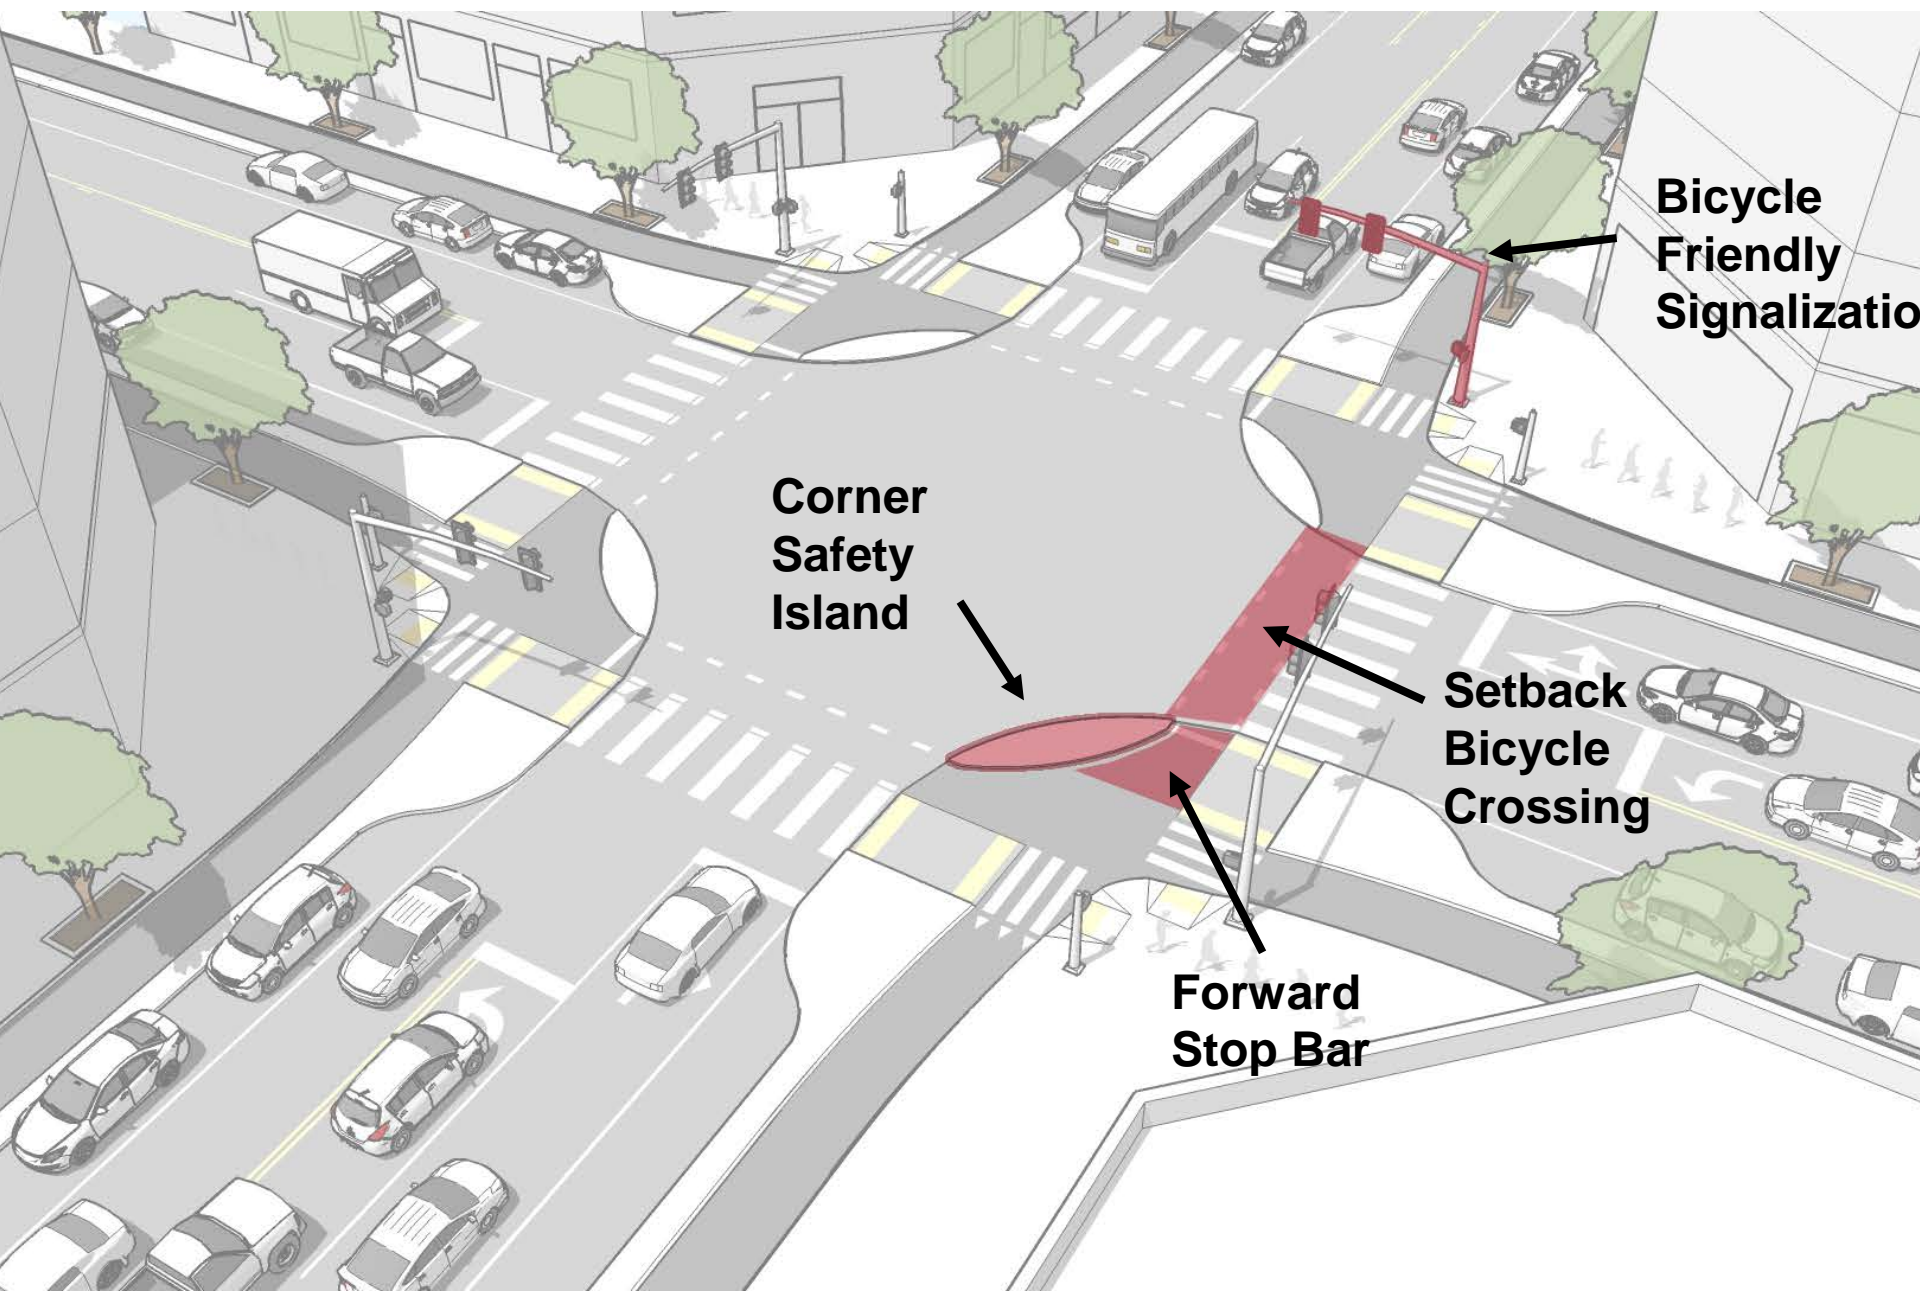 Bicycle
Friendly
Signalizatio
Corner
Safety
Island
Setback
Bicycle
Crossing
Forward
Stop Bar